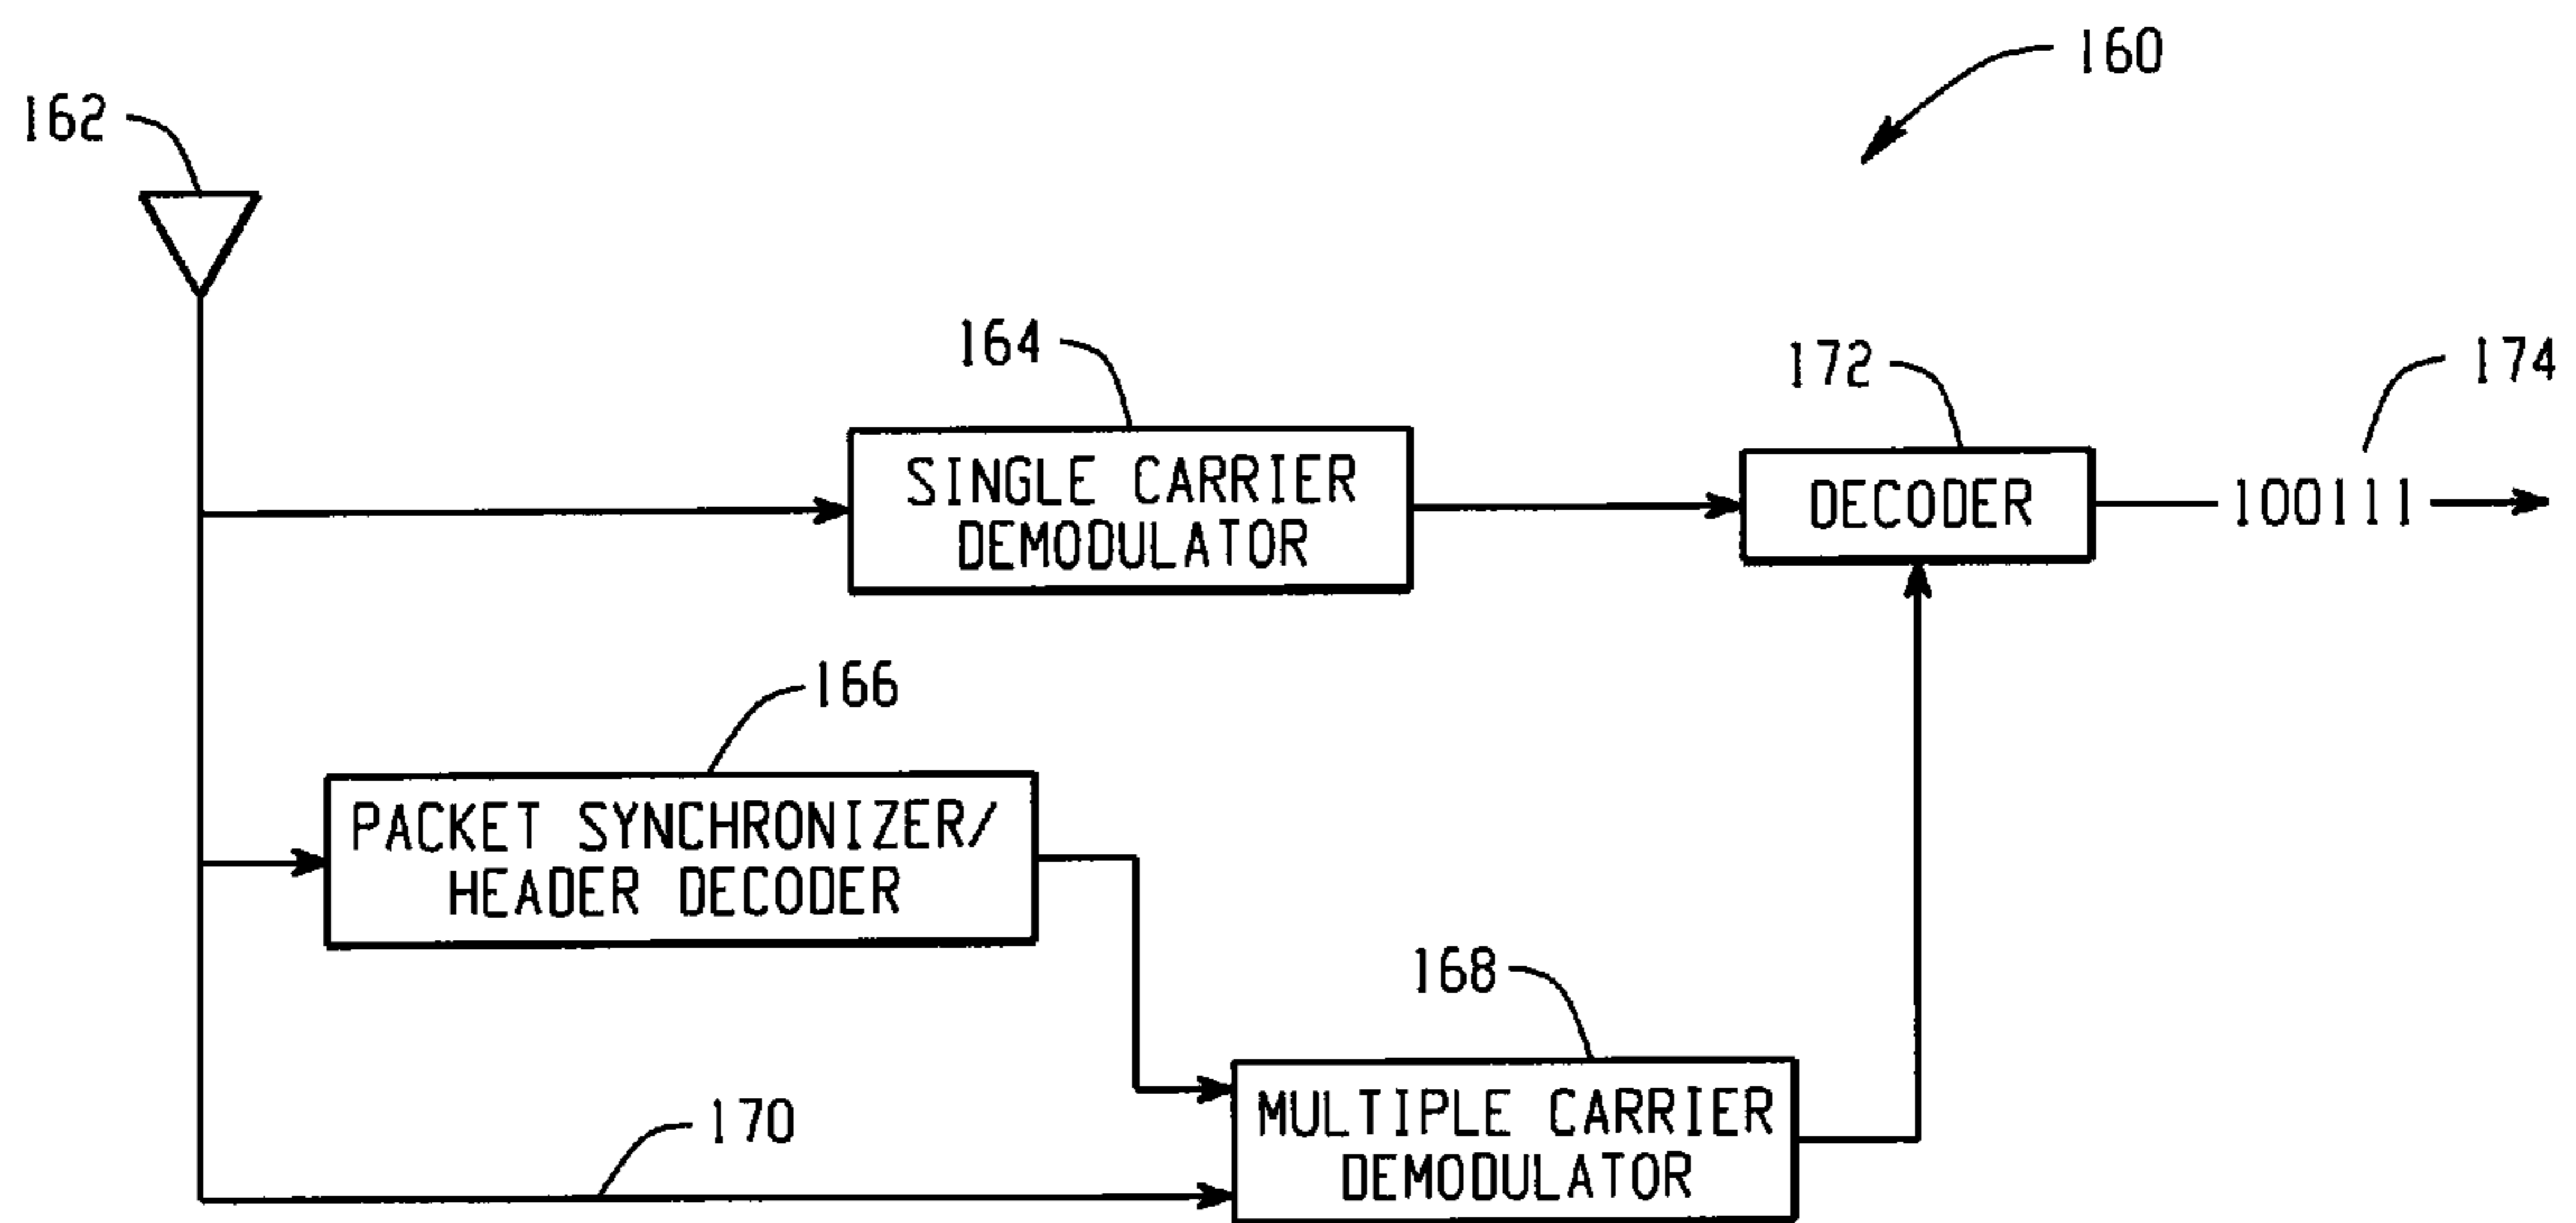 160
162
164
172
174
SINGLE CARRIER
DEMODULATOR
DECODER
100111
166
PACKET SYNCHRONIZER/
HEADER DECODER
168
170
MULTIPLE CARRIER
DEMODULATOR